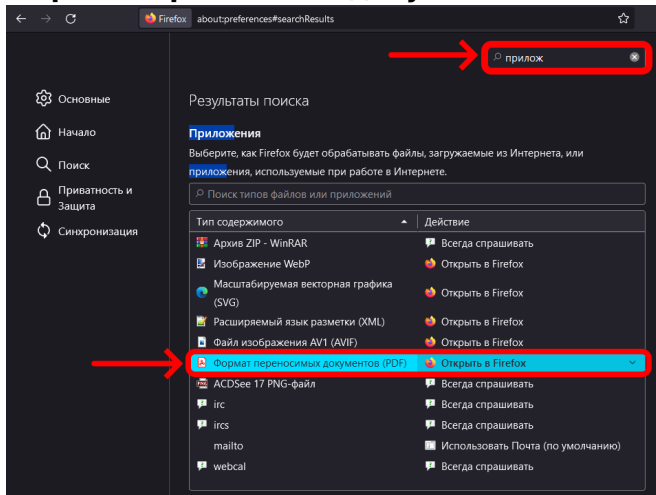 Firefox about:preferences#searchResults
прилож
Основные
Результаты поиска
Начало
Приложения
Поиск
Выберите, как Firefox будет обрабатывать файлы, загружаемые из Интернета, или
приложения, используемые при работе в Интернете.
Приватность и
Защита
Поиск типов файлов или приложений
Синхронизация
Тип содержимого Действие
Архив ZIP - WinRAR Всегда спрашивать
Изображение WebP Открыть в Firefox
Масштабируемая векторная графика
(SVG) Открыть в Firefox
Расширяемый язык разметки (XML) Открыть в Firefox
Файл изображения AV1 (AVIF) Открыть в Firefox
Формат переносимых документов (PDF) Открыть в Firefox
ACDSee 17 PNG-файл Всегда спрашивать
irc Всегда спрашивать
ircs Всегда спрашивать
mailto Использовать Почта (по умолчанию)
webcal Всегда спрашивать